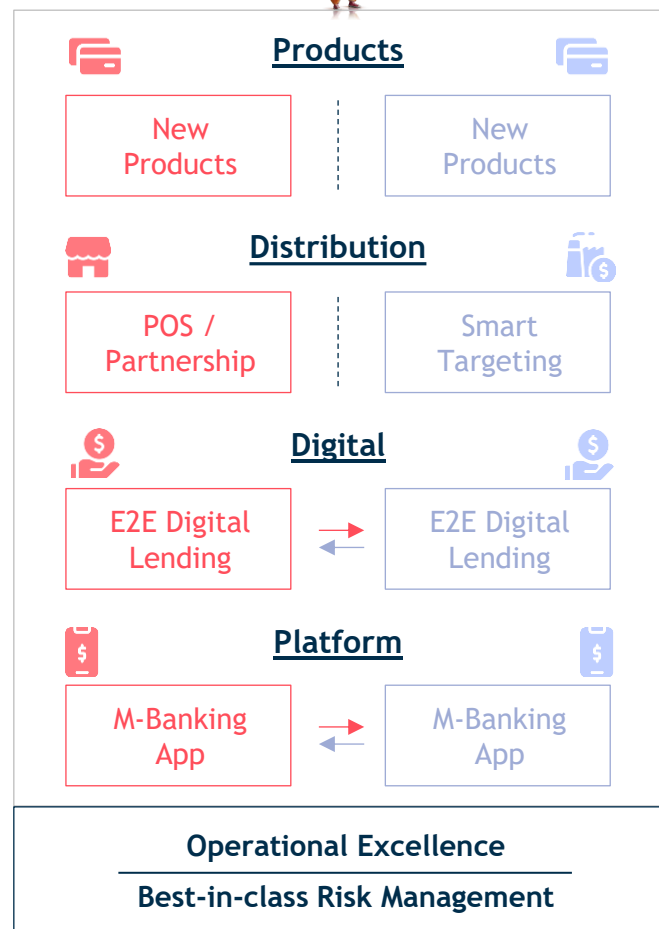 Products
New
Products
New
Products
Distribution
POS /
Partnership
Smart
Targeting
Digital
E2E Digital
Lending
E2E Digital
Lending
Platform
M-Banking
App
M-Banking
App
Operational Excellence
Best-in-class Risk Management